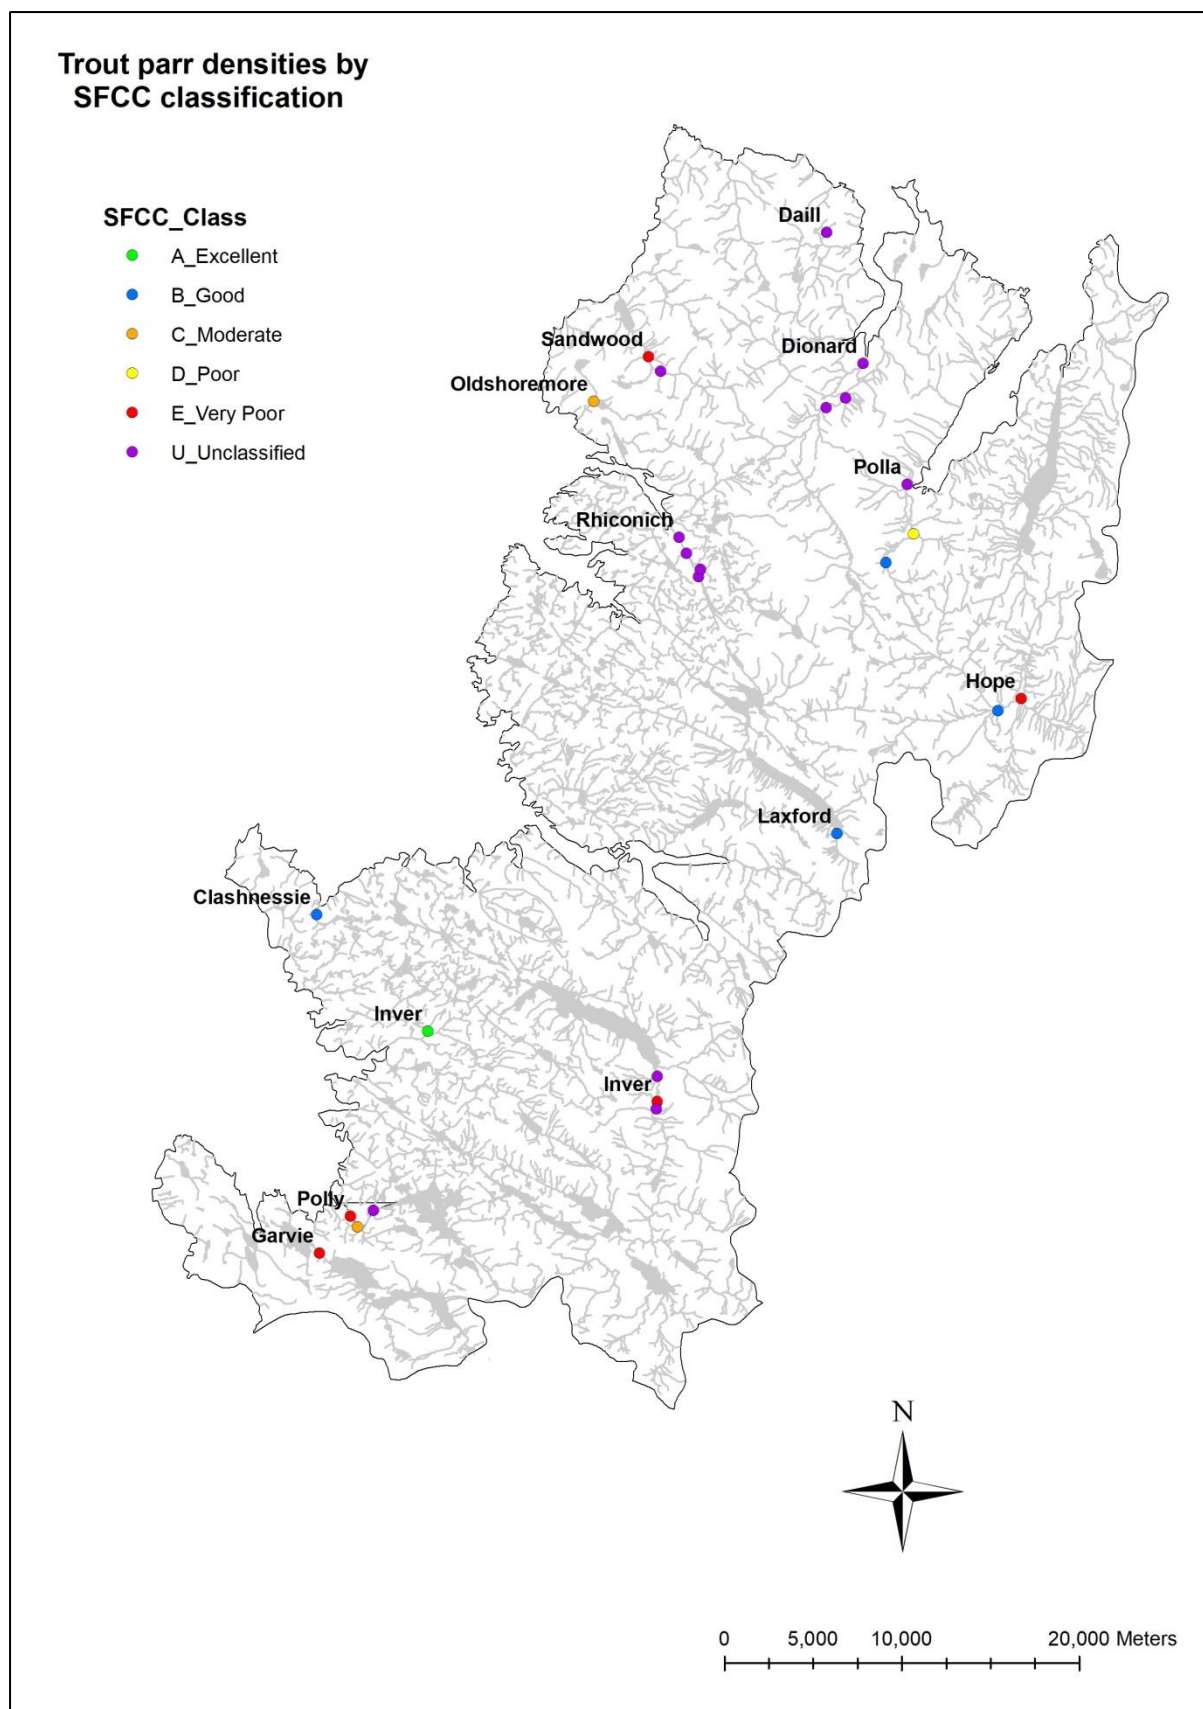 Trout parr densities by
SFCC classification
SFCC_Class
A_Excellent
B_Good
C_Moderate
D_Poor
E_Very Poor
U_Unclassified
Daill
Sandwood
Dionard
Oldshoremore
Polla
Rhiconich
Hope
Laxford
Clashnessie
Inver
Inver
Polly
Garvie
N
0 5,000 10,000 20,000 Meters